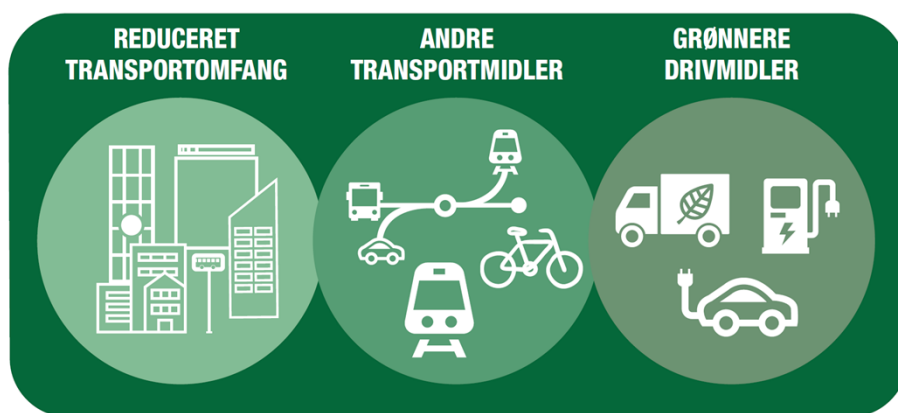 REDUCERET
TRANSPORTOMFANG
ANDRE
TRANSPORTMIDLER
GRØNNERE
DRIVMIDLER